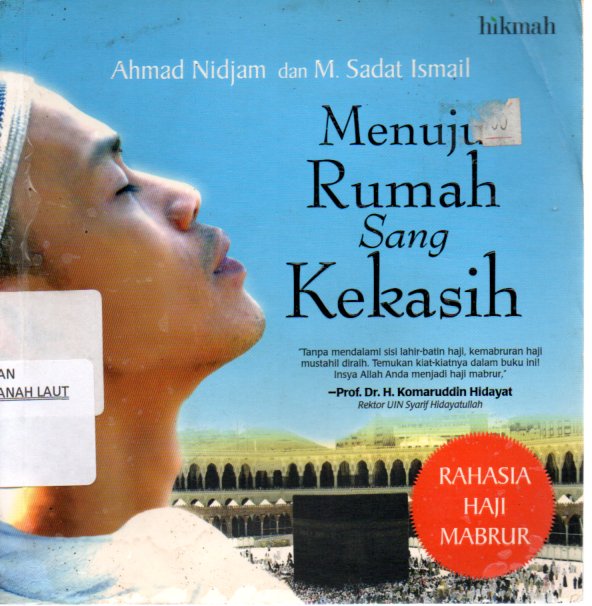 hikmah
Ahmad Nidjam dan M. Sadat Ismail
Menuju
Rumah
Sang
Kekasih
"Tanpa mendalami sisi lahir-batin haji, kemabruran haji
mustahil diraih. Temukan kiat-kiatnya dalam buku ini!
Insya Allah Anda menjadi haji mabrur,"
—Prof. Dr. H. Komaruddin Hidayat
Rektor UIN Syarif Hidayatullah
AN
ANAH LAUT
RAHASIA
HAJI
MABRUR